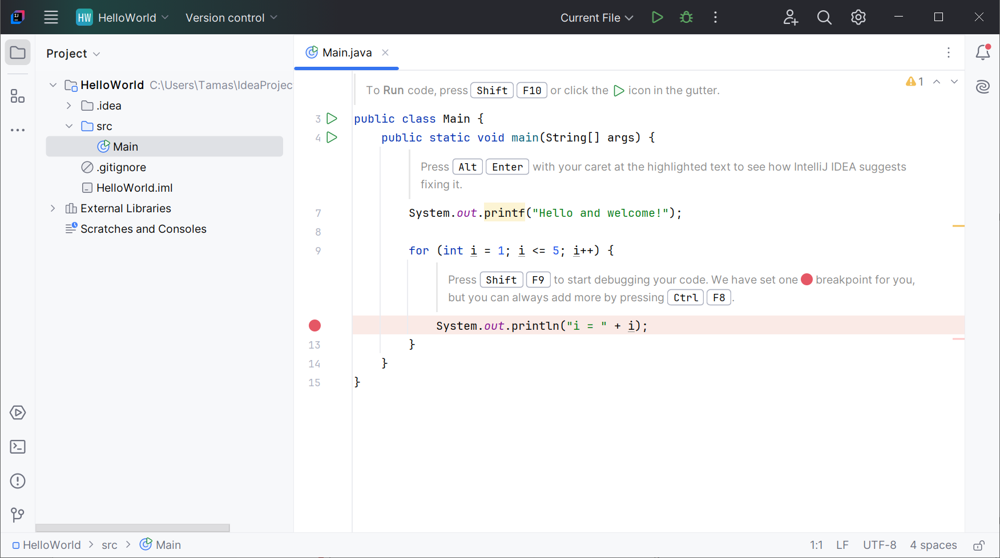 HW HelloWorld Version control Current File
Project
Main.java
HelloWorld C:\Users\Tamas\IdeaProjec
.idea
src
Main
.gitignore
HelloWorld.iml
External Libraries
Scratches and Consoles
1
To Run code, press Shift F10 or click the icon in the gutter.
3 public class Main {
4 public static void main(String[] args) {
Press Alt Enter with your caret at the highlighted text to see how IntelliJ IDEA suggests
fixing it.
7 System.out.printf("Hello and welcome!");
8
9 for (int i = 1; i <= 5; i++) {
Press Shift F9 to start debugging your code. We have set one breakpoint for you,
but you can always add more by pressing Ctrl F8.
System.out.println("i = " + i);
13 }
14 }
15 }
HelloWorld > src > Main 1:1 LF UTF-8 4 spaces